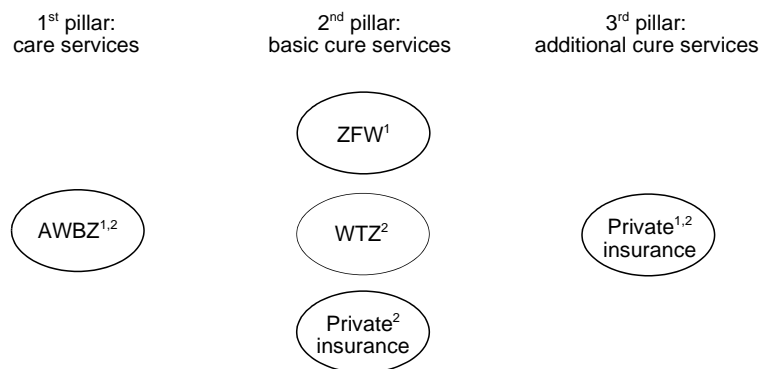 1st pillar:
care services
2nd pillar:
basic cure services
3rd pillar:
additional cure services
ZFW1
AWBZ1,2
WTZ2
Private1,2
insurance
Private2
insurance